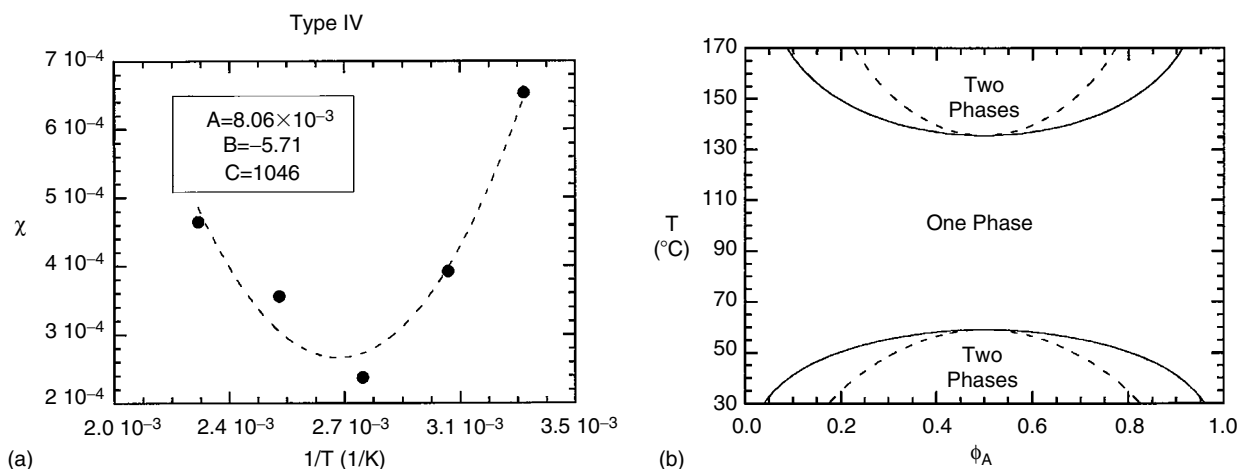 Type IV
7 10⁻⁴
6 10⁻⁴
5 10⁻⁴
4 10⁻⁴
3 10⁻⁴
2 10⁻⁴
χ
A=8.06×10⁻³
B=−5.71
C=1046
2.0 10⁻³ 2.4 10⁻³ 2.7 10⁻³ 3.1 10⁻³ 3.5 10⁻³
(a) 1/T (1/K)
170
150
130
110
90
70
50
30
T
(°C)
Two
Phases
One Phase
Two
Phases
0.0 0.2 0.4 0.6 0.8 1.0
(b) ϕA